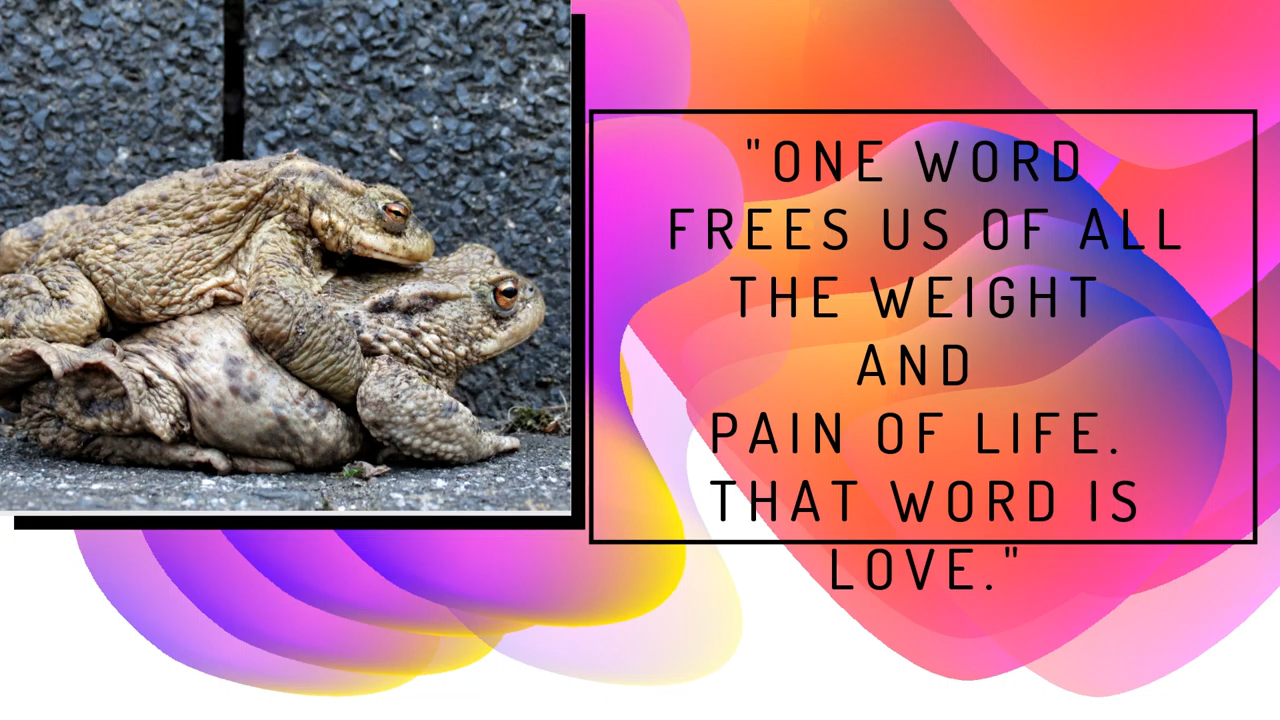 "ONE WORD
FREES US OF ALL
THE WEIGHT
AND
PAIN OF LIFE.
THAT WORD IS
LOVE."